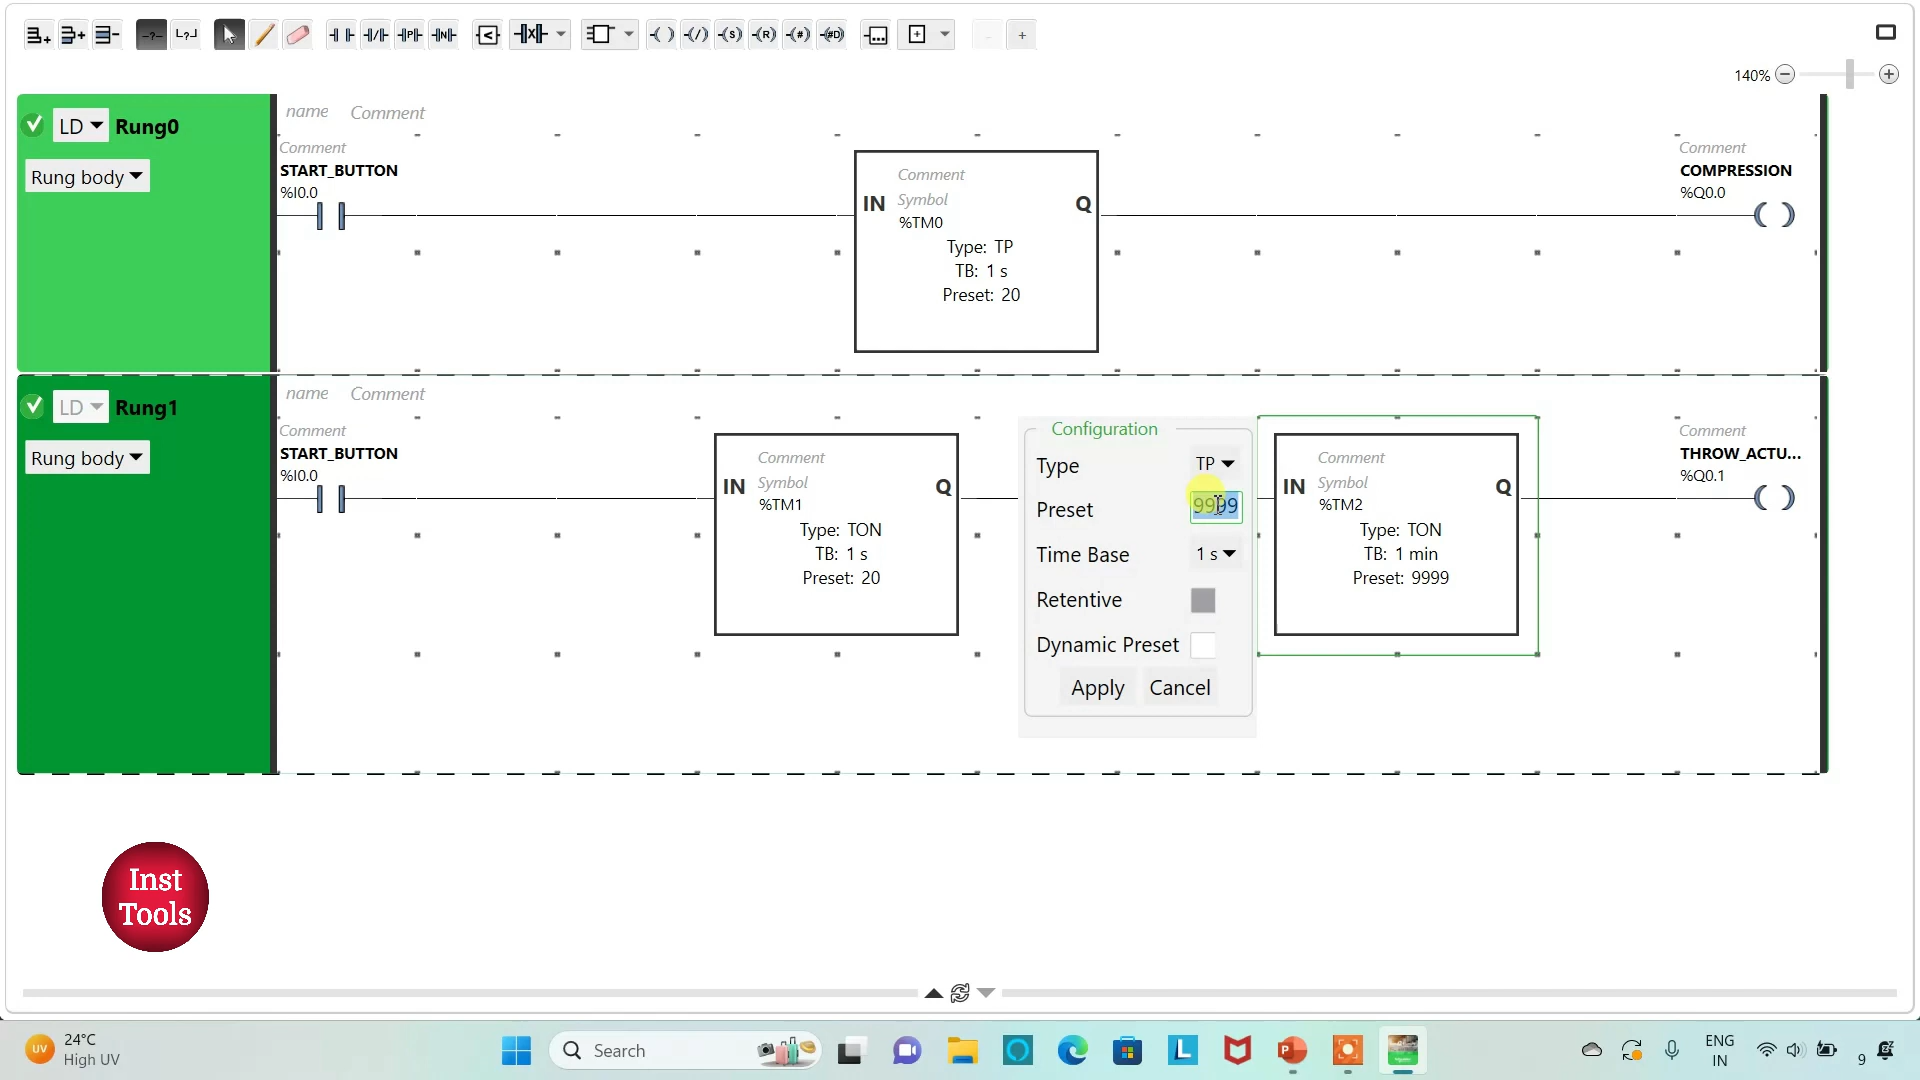 140%
LD Rung0
Rung body
name Comment
Comment
START_BUTTON
%I0.0
Comment
Symbol
IN Q
%TM0
Type: TP
TB: 1 s
Preset: 20
Comment
COMPRESSION
%Q0.0
LD Rung1
Rung body
name Comment
Comment
START_BUTTON
%I0.0
Comment
Symbol
IN Q
%TM1
Type: TON
TB: 1 s
Preset: 20
Configuration
Type TP
Preset 9999
Time Base 1 s
Retentive
Dynamic Preset
Apply Cancel
Comment
Symbol
IN Q
%TM2
Type: TON
TB: 1 min
Preset: 9999
Comment
THROW_ACTU...
%Q0.1
Inst
Tools
UV
24°C
High UV
Search
ENG
IN
9